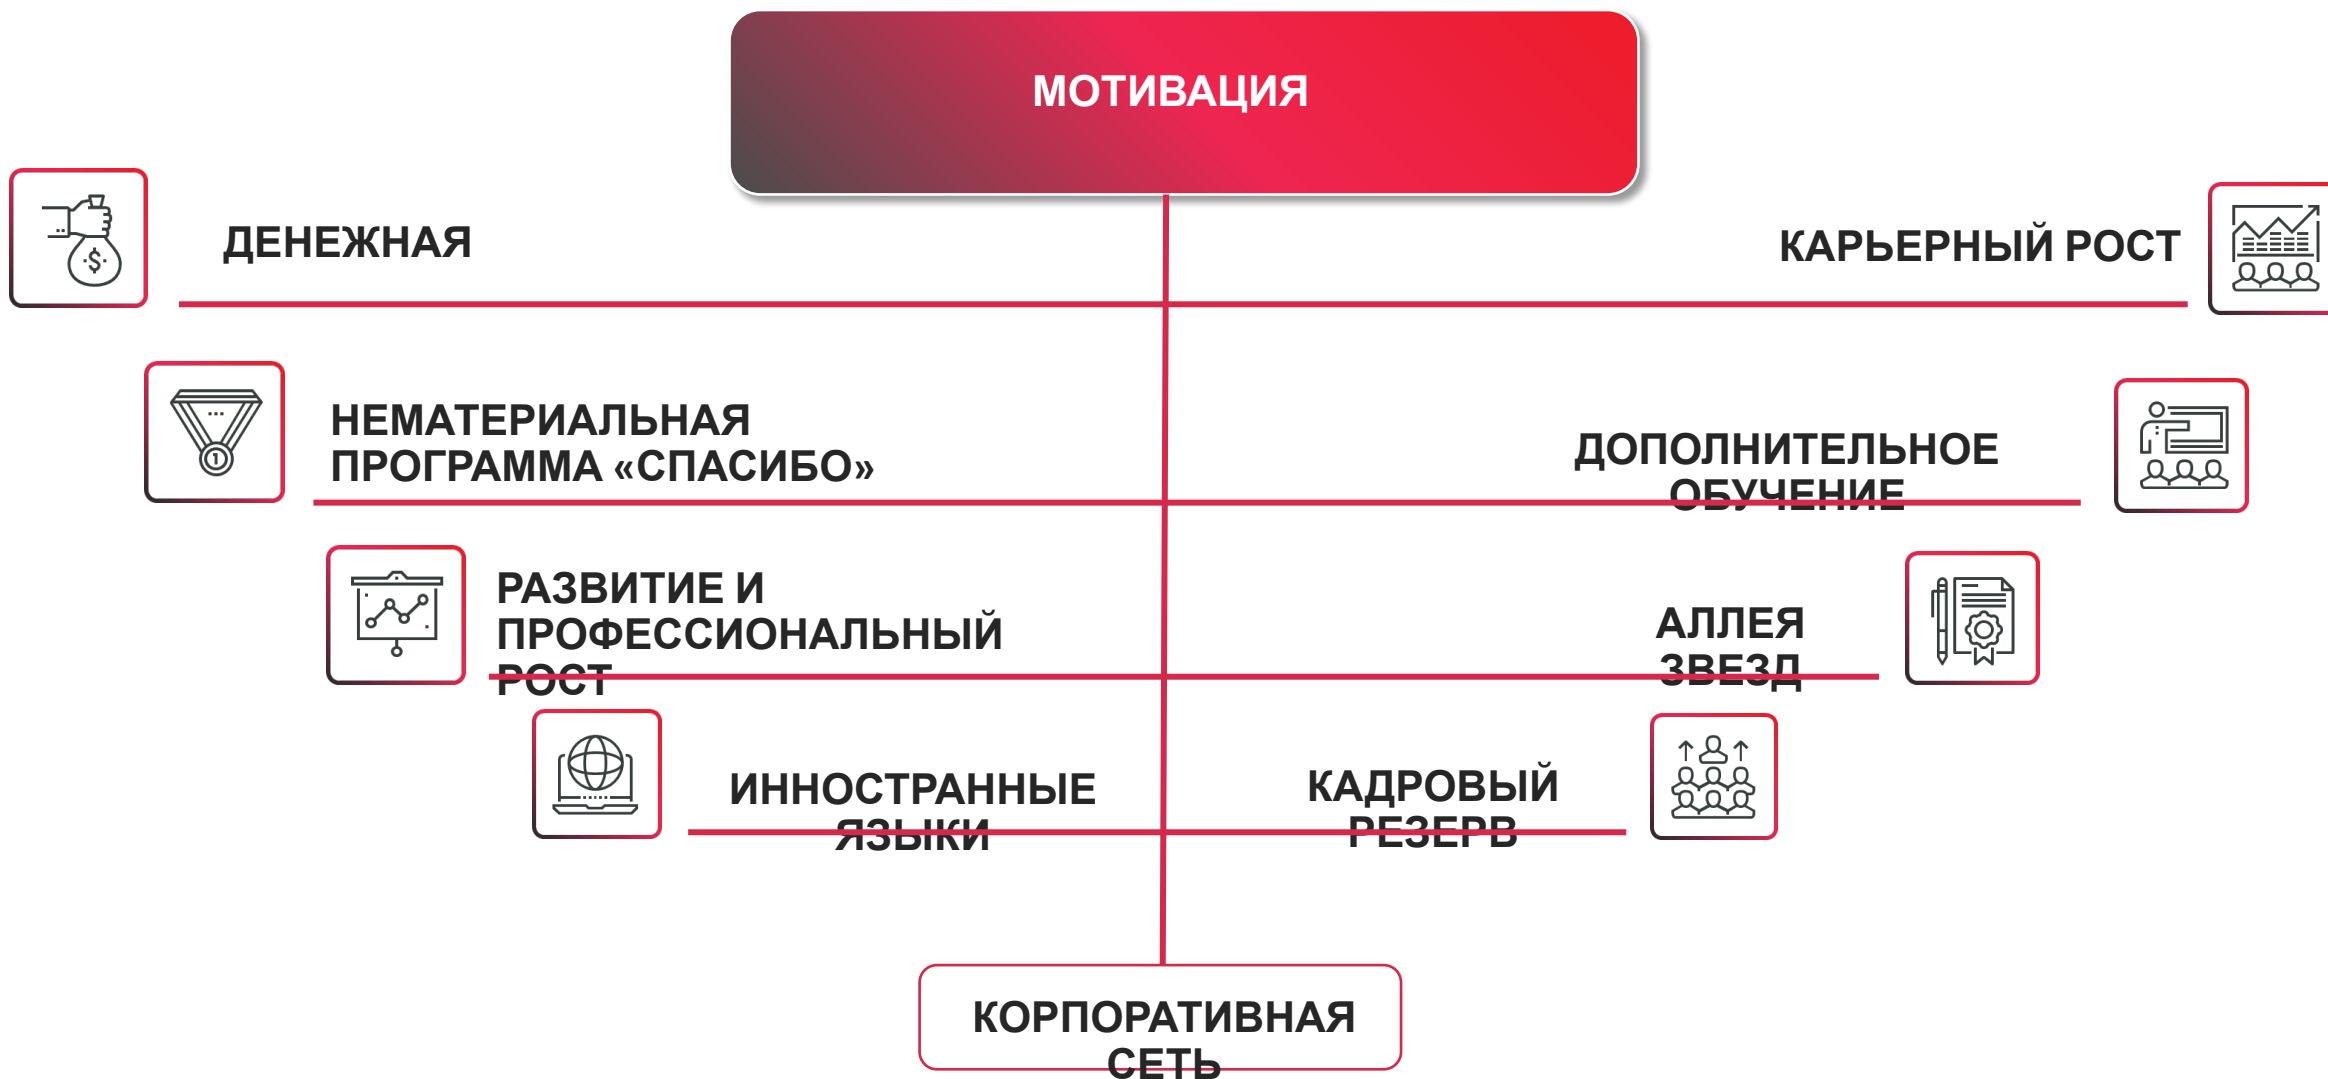 МОТИВАЦИЯ
ДЕНЕЖНАЯ
КАРЬЕРНЫЙ РОСТ
НЕМАТЕРИАЛЬНАЯ
ПРОГРАММА «СПАСИБО»
ДОПОЛНИТЕЛЬНОЕ
ОБУЧЕНИЕ
РАЗВИТИЕ И
ПРОФЕССИОНАЛЬНЫЙ
РОСТ
АЛЛЕЯ
ЗВЕЗД
ИННОСТРАННЫЕ
ЯЗЫКИ
КАДРОВЫЙ
РЕЗЕРВ
КОРПОРАТИВНАЯ
СЕТЬ